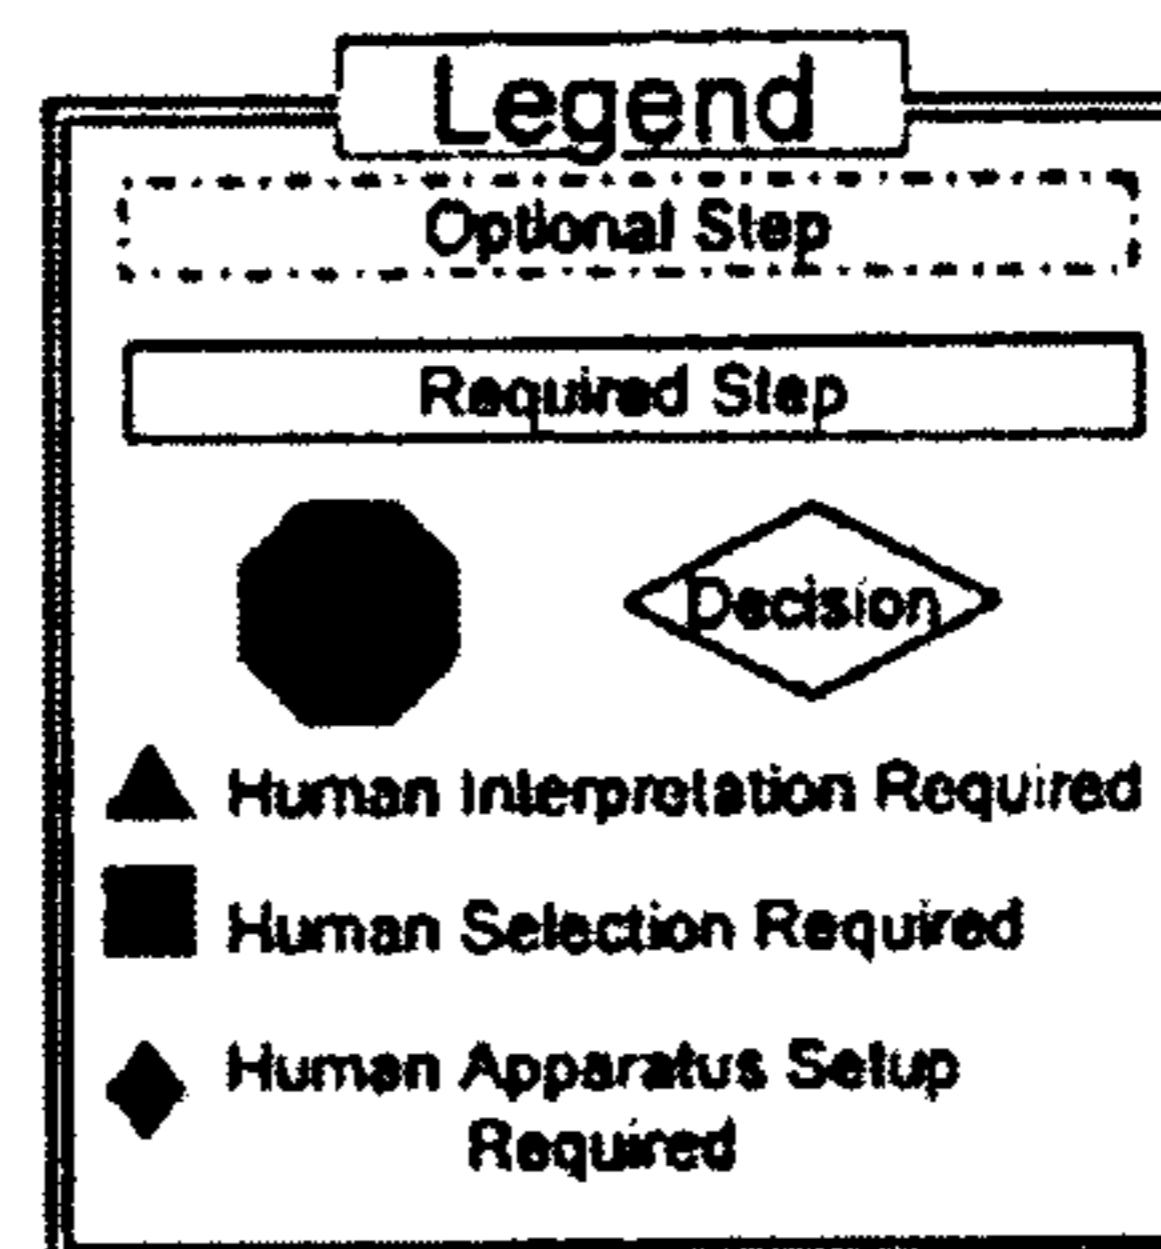 Legend
Optional Step
Required Step
Decision
Human Interpretation Required
Human Selection Required
Human Apparatus Setup
Required